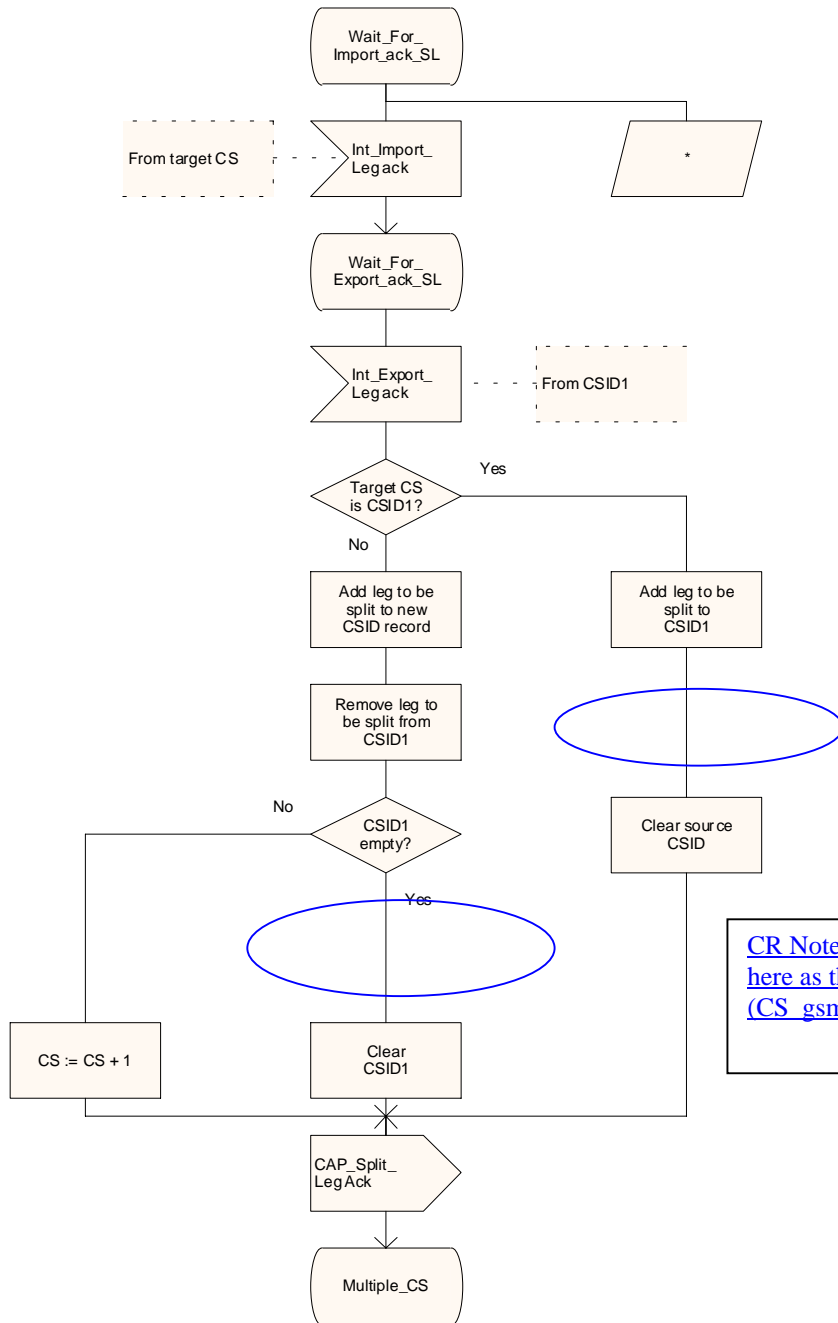 Wait_For_
Import_ack_SL
From target CS
Int_Import_
Leg ack
*
Wait_For_
Export_ack_SL
Int_Export_
Leg ack
From CSID1
Target CS
is CSID1?
Yes
No
Add leg to be
split to new
CSID record
Add leg to be
split to
CSID1
Remove leg to
be split from
CSID1
No
CSID1
empty?
Clear source
CSID
Yes
CR Note
here as
(CS_gsm
CS := CS + 1
Clear
CSID1
CAP_Split_
Leg Ack
Multiple_CS